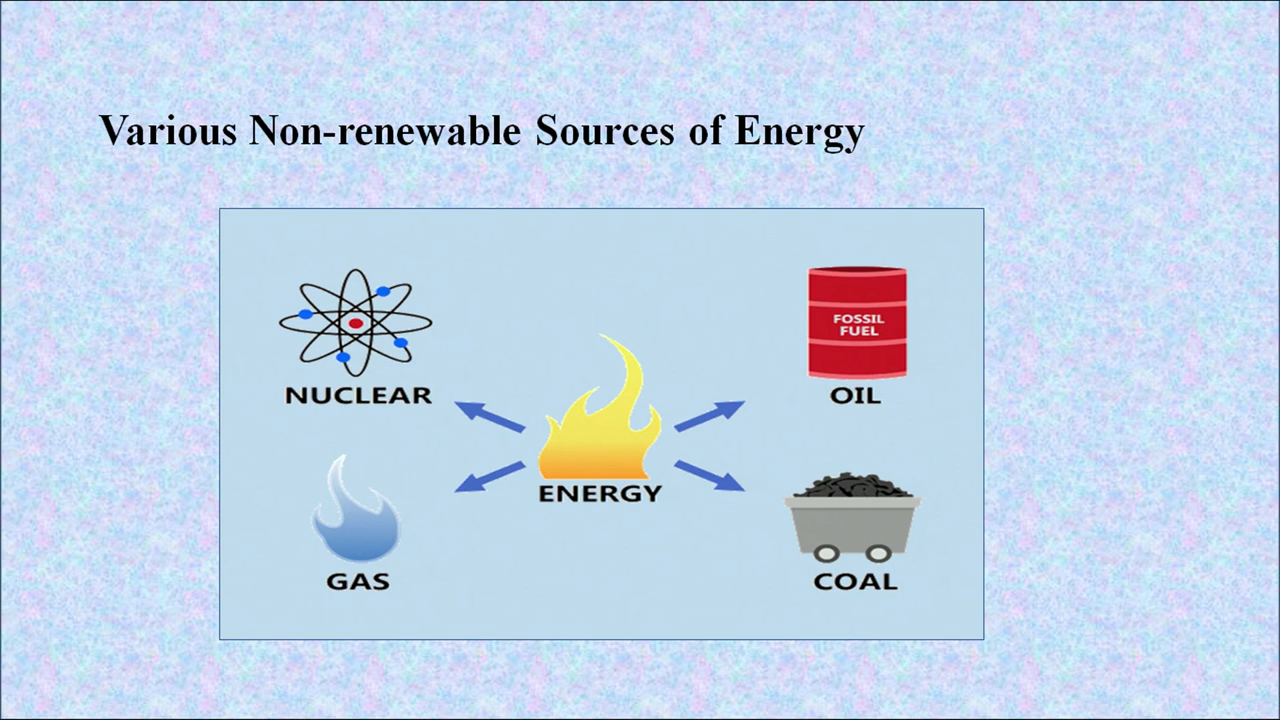 Various Non-renewable Sources of Energy
FOSSIL
FUEL
NUCLEAR
OIL
ENERGY
GAS
COAL